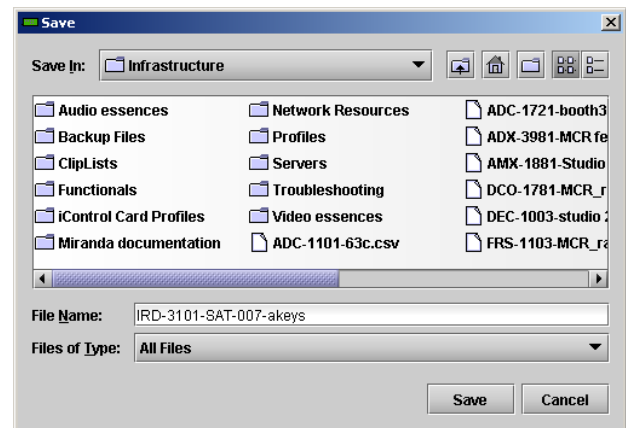 Save
Save In: Infrastructure
Audio essences
Backup Files
ClipLists
Functionals
iControl Card Profiles
Miranda documentation
Network Resources
Profiles
Servers
Troubleshooting
Video essences
ADC-1101-63c.csv
ADC-1721-booth3
ADX-3981-MCR fe
AMX-1881-Studio
DCO-1781-MCR_r
DEC-1003-studio 2
FRS-1103-MCR_ra
File Name: IRD-3101-SAT-007-akeys
Files of Type: All Files
Save Cancel